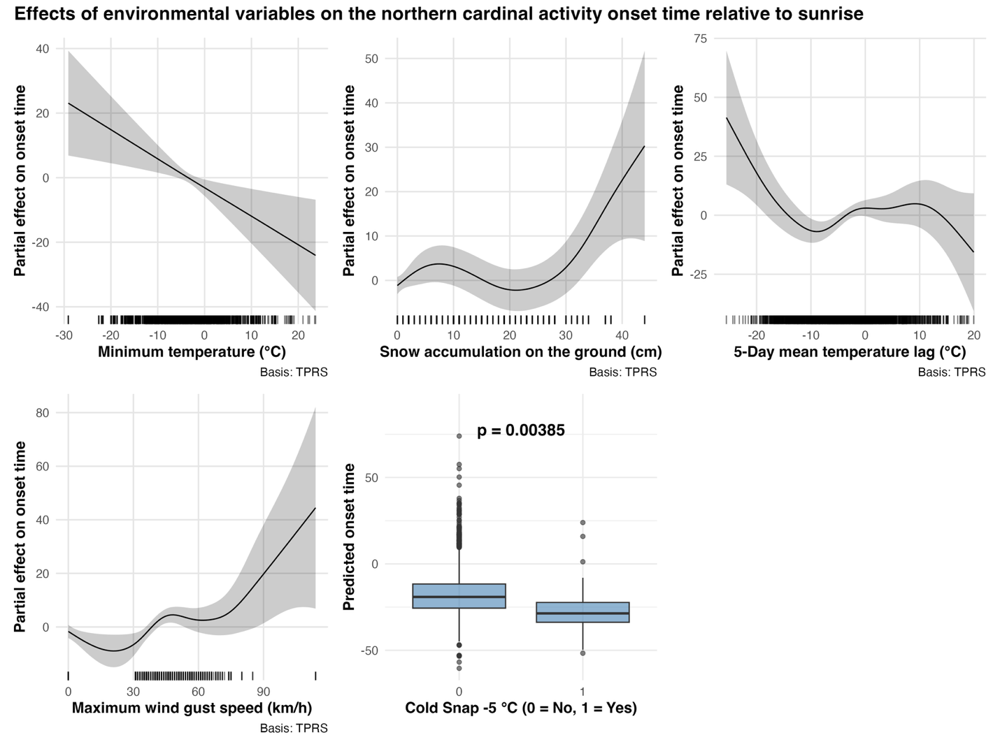 Effects of environmental variables on the northern cardinal activity onset time relative to sunrise
Partial effect on onset time
40
20
0
-20
-40
-30 -20 -10 0 10 20
Minimum temperature (°C)
Basis: TPRS
Partial effect on onset time
50
40
30
20
10
0
0 10 20 30 40
Snow accumulation on the ground (cm)
Basis: TPRS
Partial effect on onset time
75
50
25
0
-25
-20 -10 0 10 20
5-Day mean temperature lag (°C)
Basis: TPRS
Partial effect on onset time
80
60
40
20
0
0 30 60 90
Maximum wind gust speed (km/h)
Basis: TPRS
Predicted onset time
p = 0.00385
50
0
-50
0 1
Cold Snap -5 °C (0 = No, 1 = Yes)